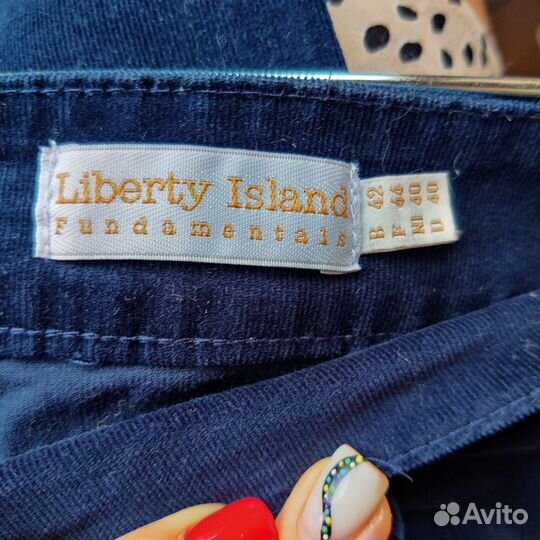 Liberty Island
Fundamentals
B 42
F 44
Nl 40
D 40
Avito